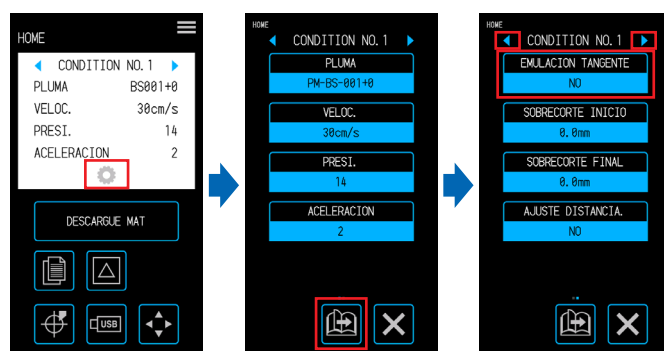 HOME
CONDITION NO. 1
PLUMA BS001+0
VELOC. 30cm/s
PRESI. 14
ACELERACION 2
DESCARGUE MAT
USB
HOME
CONDITION NO. 1
PLUMA
PM-BS-001+0
VELOC.
30cm/s
PRESI.
14
ACELERACION
2
HOME
CONDITION NO. 1
EMULACION TANGENTE
NO
SOBRECORTE INICIO
0.0mm
SOBRECORTE FINAL
0.0mm
AJUSTE DISTANCIA.
NO